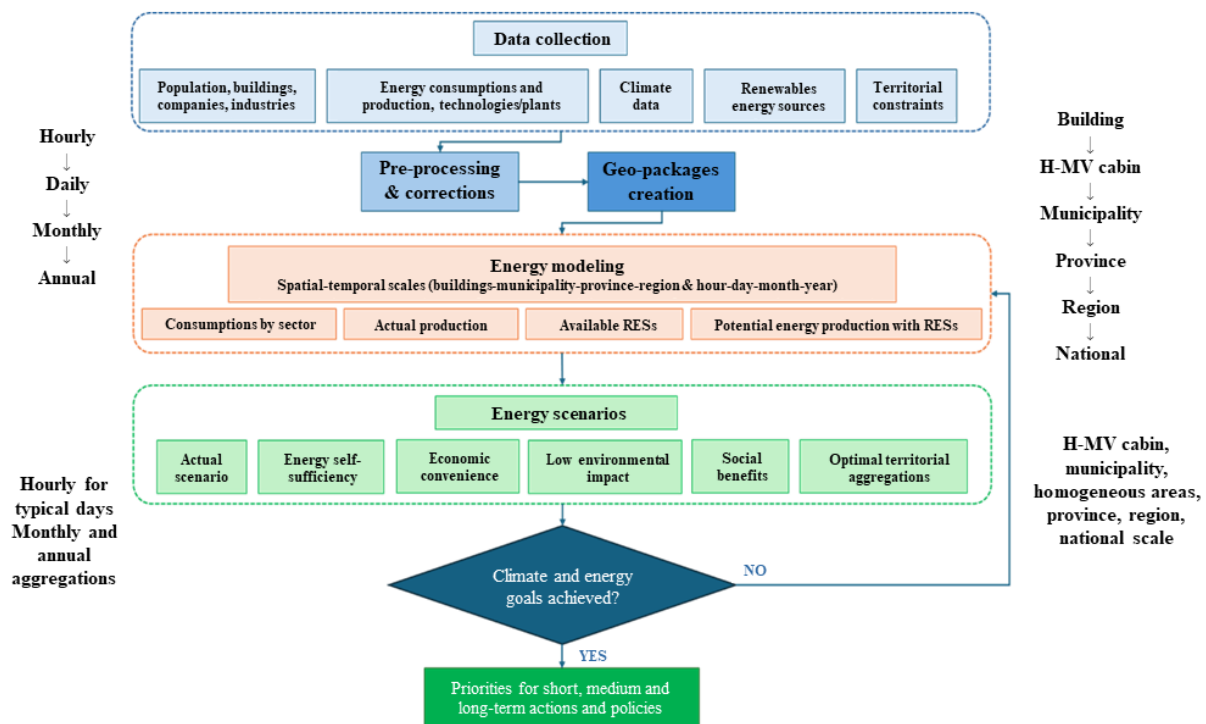 Data collection
Population, buildings,
companies, industries
Energy consumptions and
production, technologies/plants
Climate
data
Renewables
energy sources
Territorial
constraints
Hourly
↓
Daily
↓
Monthly
↓
Annual
Pre-processing
& corrections
Geo-packages
creation
Building
↓
H-MV cabin
↓
Municipality
↓
Province
↓
Region
↓
National
Energy modeling
Spatial-temporal scales (buildings-municipality-province-region & hour-day-month-year)
Consumptions by sector
Actual production
Available RESs
Potential energy production with RESs
Energy scenarios
Actual
scenario
Energy self-
sufficiency
Economic
convenience
Low environmental
impact
Social
benefits
Optimal territorial
aggregations
Hourly for
typical days
Monthly and
annual
aggregations
H-MV cabin,
municipality,
homogeneous areas,
province, region,
national scale
Climate and energy
goals achieved?
NO
YES
Priorities for short, medium and
long-term actions and policies